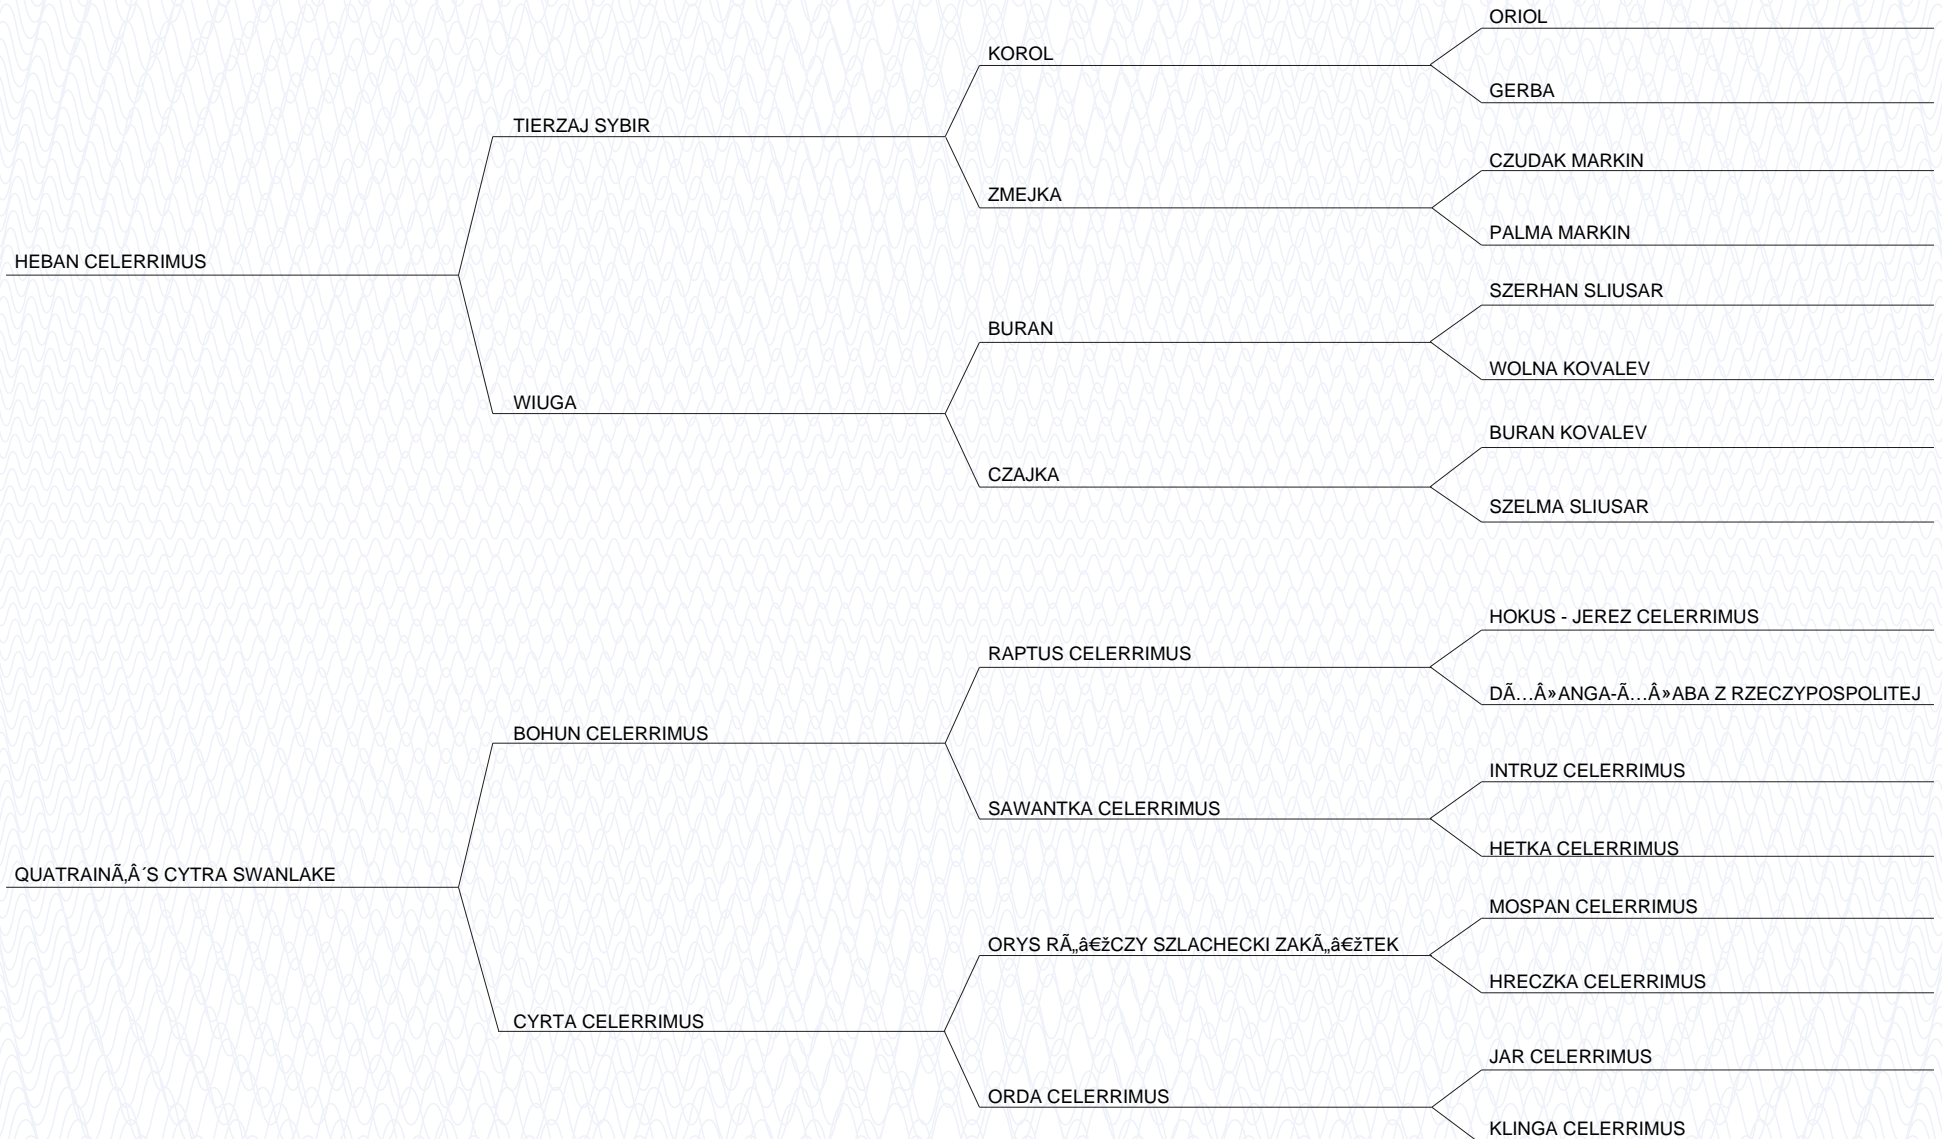 ORIOL
KOROL
GERBA
TIERZAJ SYBIR
CZUDAK MARKIN
ZMEJKA
PALMA MARKIN
HEBAN CELERRIMUS
SZERHAN SLIUSAR
BURAN
WOLNA KOVALEV
WIUGA
BURAN KOVALEV
CZAJKA
SZELMA SLIUSAR
HOKUS - JEREZ CELERRIMUS
RAPTUS CELERRIMUS
DÃ…Â»ANGA-Ã…Â»ABA Z RZECZYPOSPOLITEJ
BOHUN CELERRIMUS
INTRUZ CELERRIMUS
SAWANTKA CELERRIMUS
HETKA CELERRIMUS
QUATRAINÃ‚Â´S CYTRA SWANLAKE
MOSPAN CELERRIMUS
ORYS RÃ„â€žCZY SZLACHECKI ZAKÃ„â€žTEK
HRECZKA CELERRIMUS
CYRTA CELERRIMUS
JAR CELERRIMUS
ORDA CELERRIMUS
KLINGA CELERRIMUS